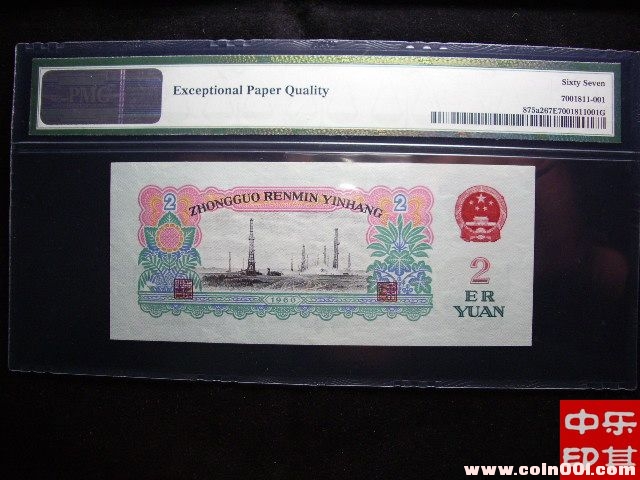 PMG
Exceptional Paper Quality
Sixty Seven
7001811-001
875a267E7001811001G
ZHONGGUO RENMIN YINHANG
2
2
2
ER
YUAN
1960
中乐
印其
www.coin001.com